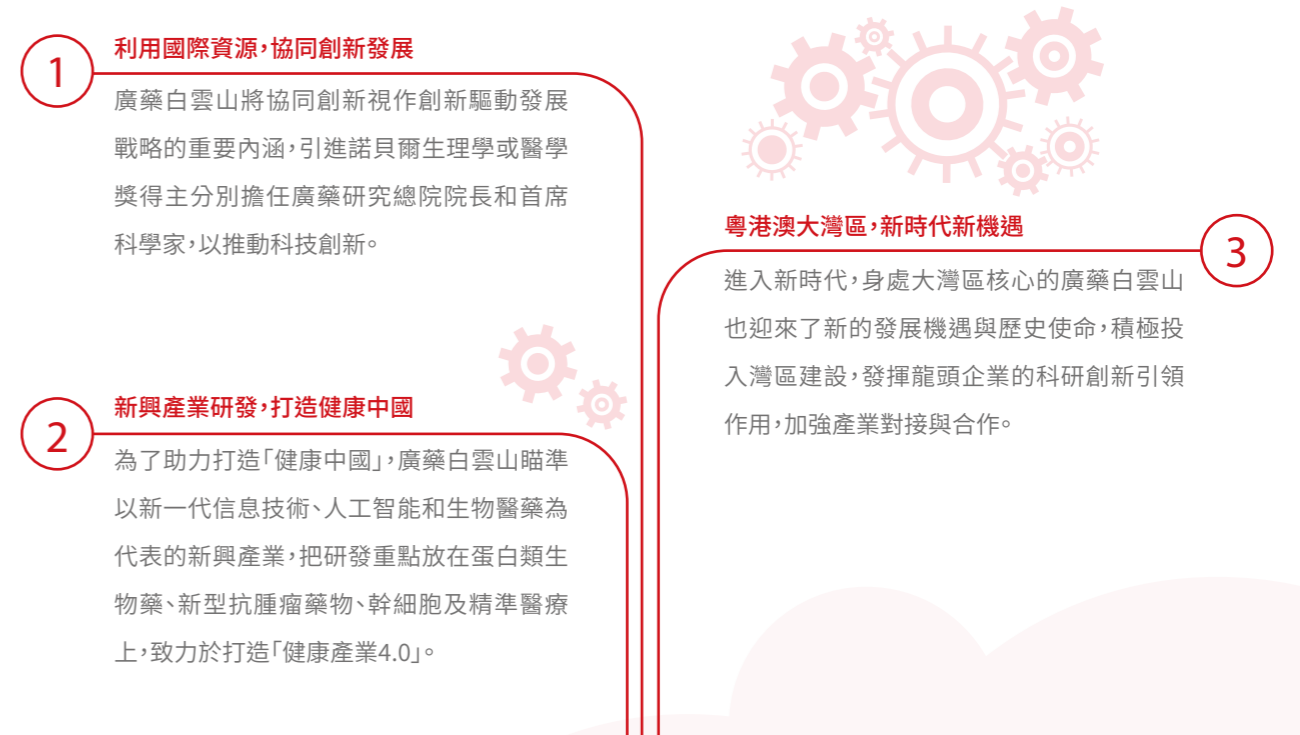 1
利用國際資源，協同創新發展
廣藥白雲山將協同創新視作創新驅動發展
戰略的重要內涵，引進諾貝爾生理學或醫學
獎得主分別擔任廣藥研究總院院長和首席
科學家，以推動科技創新。
2
新興產業研發，打造健康中國
為了助力打造「健康中國」，廣藥白雲山瞄準
以新一代信息技術、人工智能和生物醫藥為
代表的新興產業，把研發重點放在蛋白類生
物藥、新型抗腫瘤藥物、幹細胞及精準醫療
上，致力於打造「健康產業4.0」。
粵港澳大灣區，新時代新機遇
3
進入新時代，身處大灣區核心的廣藥白雲山
也迎來了新的發展機遇與歷史使命，積極投
入灣區建設，發揮龍頭企業的科研創新引領
作用，加強產業對接與合作。